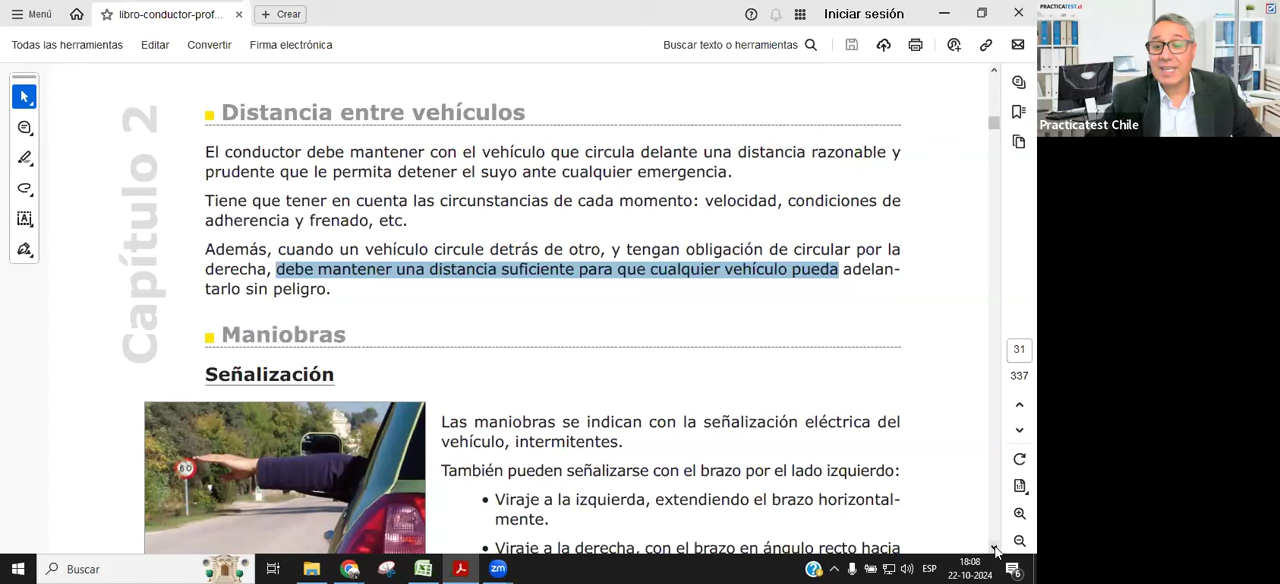 Menú
libro-conductor-prof...
Crear
Iniciar sesión
PRACTICATEST.cl
Todas las herramientas
Editar
Convertir
Firma electrónica
Buscar texto o herramientas
Capítulo 2
Distancia entre vehículos
El conductor debe mantener con el vehículo que circula delante una distancia razonable y
prudente que le permita detener el suyo ante cualquier emergencia.
Tiene que tener en cuenta las circunstancias de cada momento: velocidad, condiciones de
adherencia y frenado, etc.
Además, cuando un vehículo circule detrás de otro, y tengan obligación de circular por la
derecha, debe mantener una distancia suficiente para que cualquier vehículo pueda adelan-
tarlo sin peligro.
Maniobras
Señalización
60
Las maniobras se indican con la señalización eléctrica del
vehículo, intermitentes.
También pueden señalizarse con el brazo por el lado izquierdo:
• Viraje a la izquierda, extendiendo el brazo horizontal-
mente.
• Viraje a la derecha, con el brazo en ángulo recto hacia
31
337
Practicatest Chile
Buscar
zm
ESP
18:08
22-10-2024
6